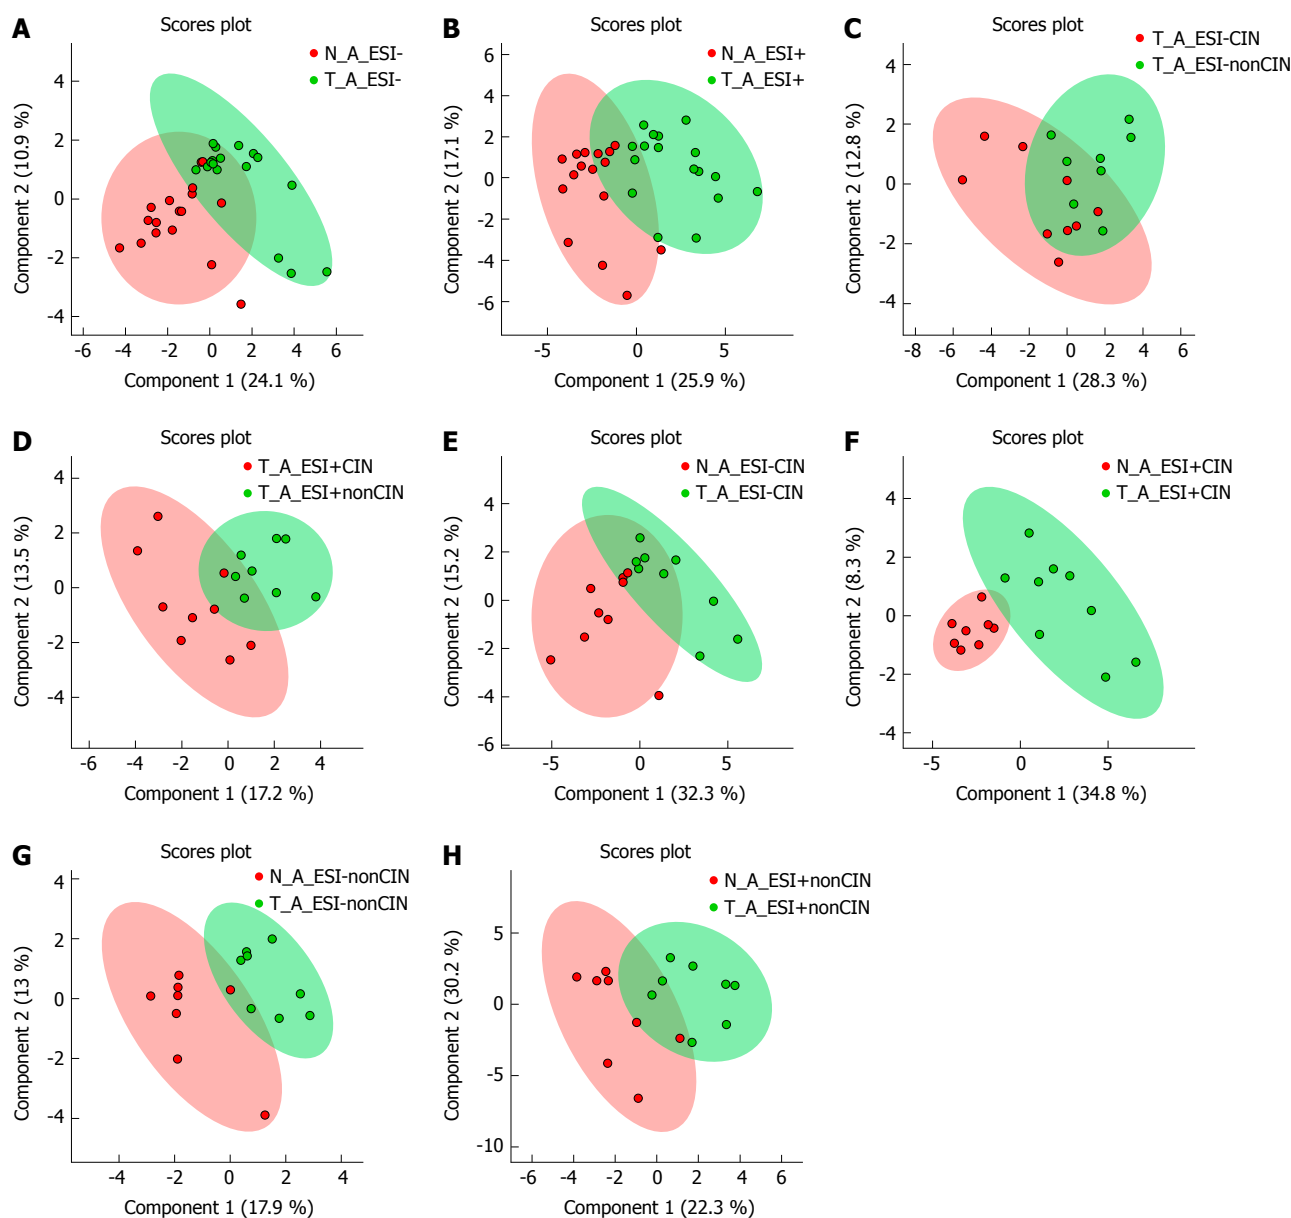 A
Scores plot
N_A_ESI-
T_A_ESI-
Component 2 (10.9 %)
4
2
0
-2
-4
-6 -4 -2 0 2 4 6
Component 1 (24.1 %)
B
Scores plot
N_A_ESI+
T_A_ESI+
Component 2 (17.1 %)
6
4
2
0
-2
-4
-6
-5 0 5
Component 1 (25.9 %)
C
Scores plot
T_A_ESI-CIN
T_A_ESI-nonCIN
Component 2 (12.8 %)
4
2
0
-2
-4
-8 -6 -4 -2 0 2 4 6
Component 1 (28.3 %)
D
Scores plot
T_A_ESI+CIN
T_A_ESI+nonCIN
Component 2 (13.5 %)
4
2
0
-2
-4
-6 -4 -2 0 2 4
Component 1 (17.2 %)
E
Scores plot
N_A_ESI-CIN
T_A_ESI-CIN
Component 2 (15.2 %)
4
2
0
-2
-4
-6
-5 0 5
Component 1 (32.3 %)
F
Scores plot
N_A_ESI+CIN
T_A_ESI+CIN
Component 2 (8.3 %)
4
2
0
-2
-4
-5 0 5
Component 1 (34.8 %)
G
Scores plot
N_A_ESI-nonCIN
T_A_ESI-nonCIN
Component 2 (13 %)
4
2
0
-2
-4
-4 -2 0 2 4
Component 1 (17.9 %)
H
Scores plot
N_A_ESI+nonCIN
T_A_ESI+nonCIN
Component 2 (30.2 %)
5
0
-5
-10
-6 -4 -2 0 2 4 6
Component 1 (22.3 %)